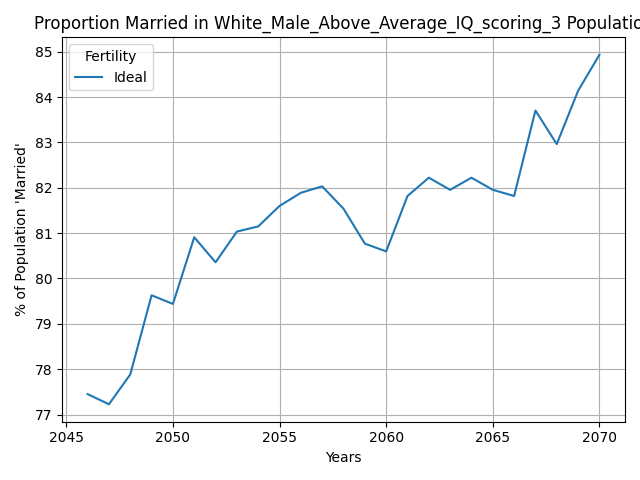 Proportion Married in White_Male_Above_Average_IQ_scoring_3 Populatio
Fertility
Ideal
% of Population 'Married'
85
84
83
82
81
80
79
78
77
2045 2050 2055 2060 2065 2070
Years